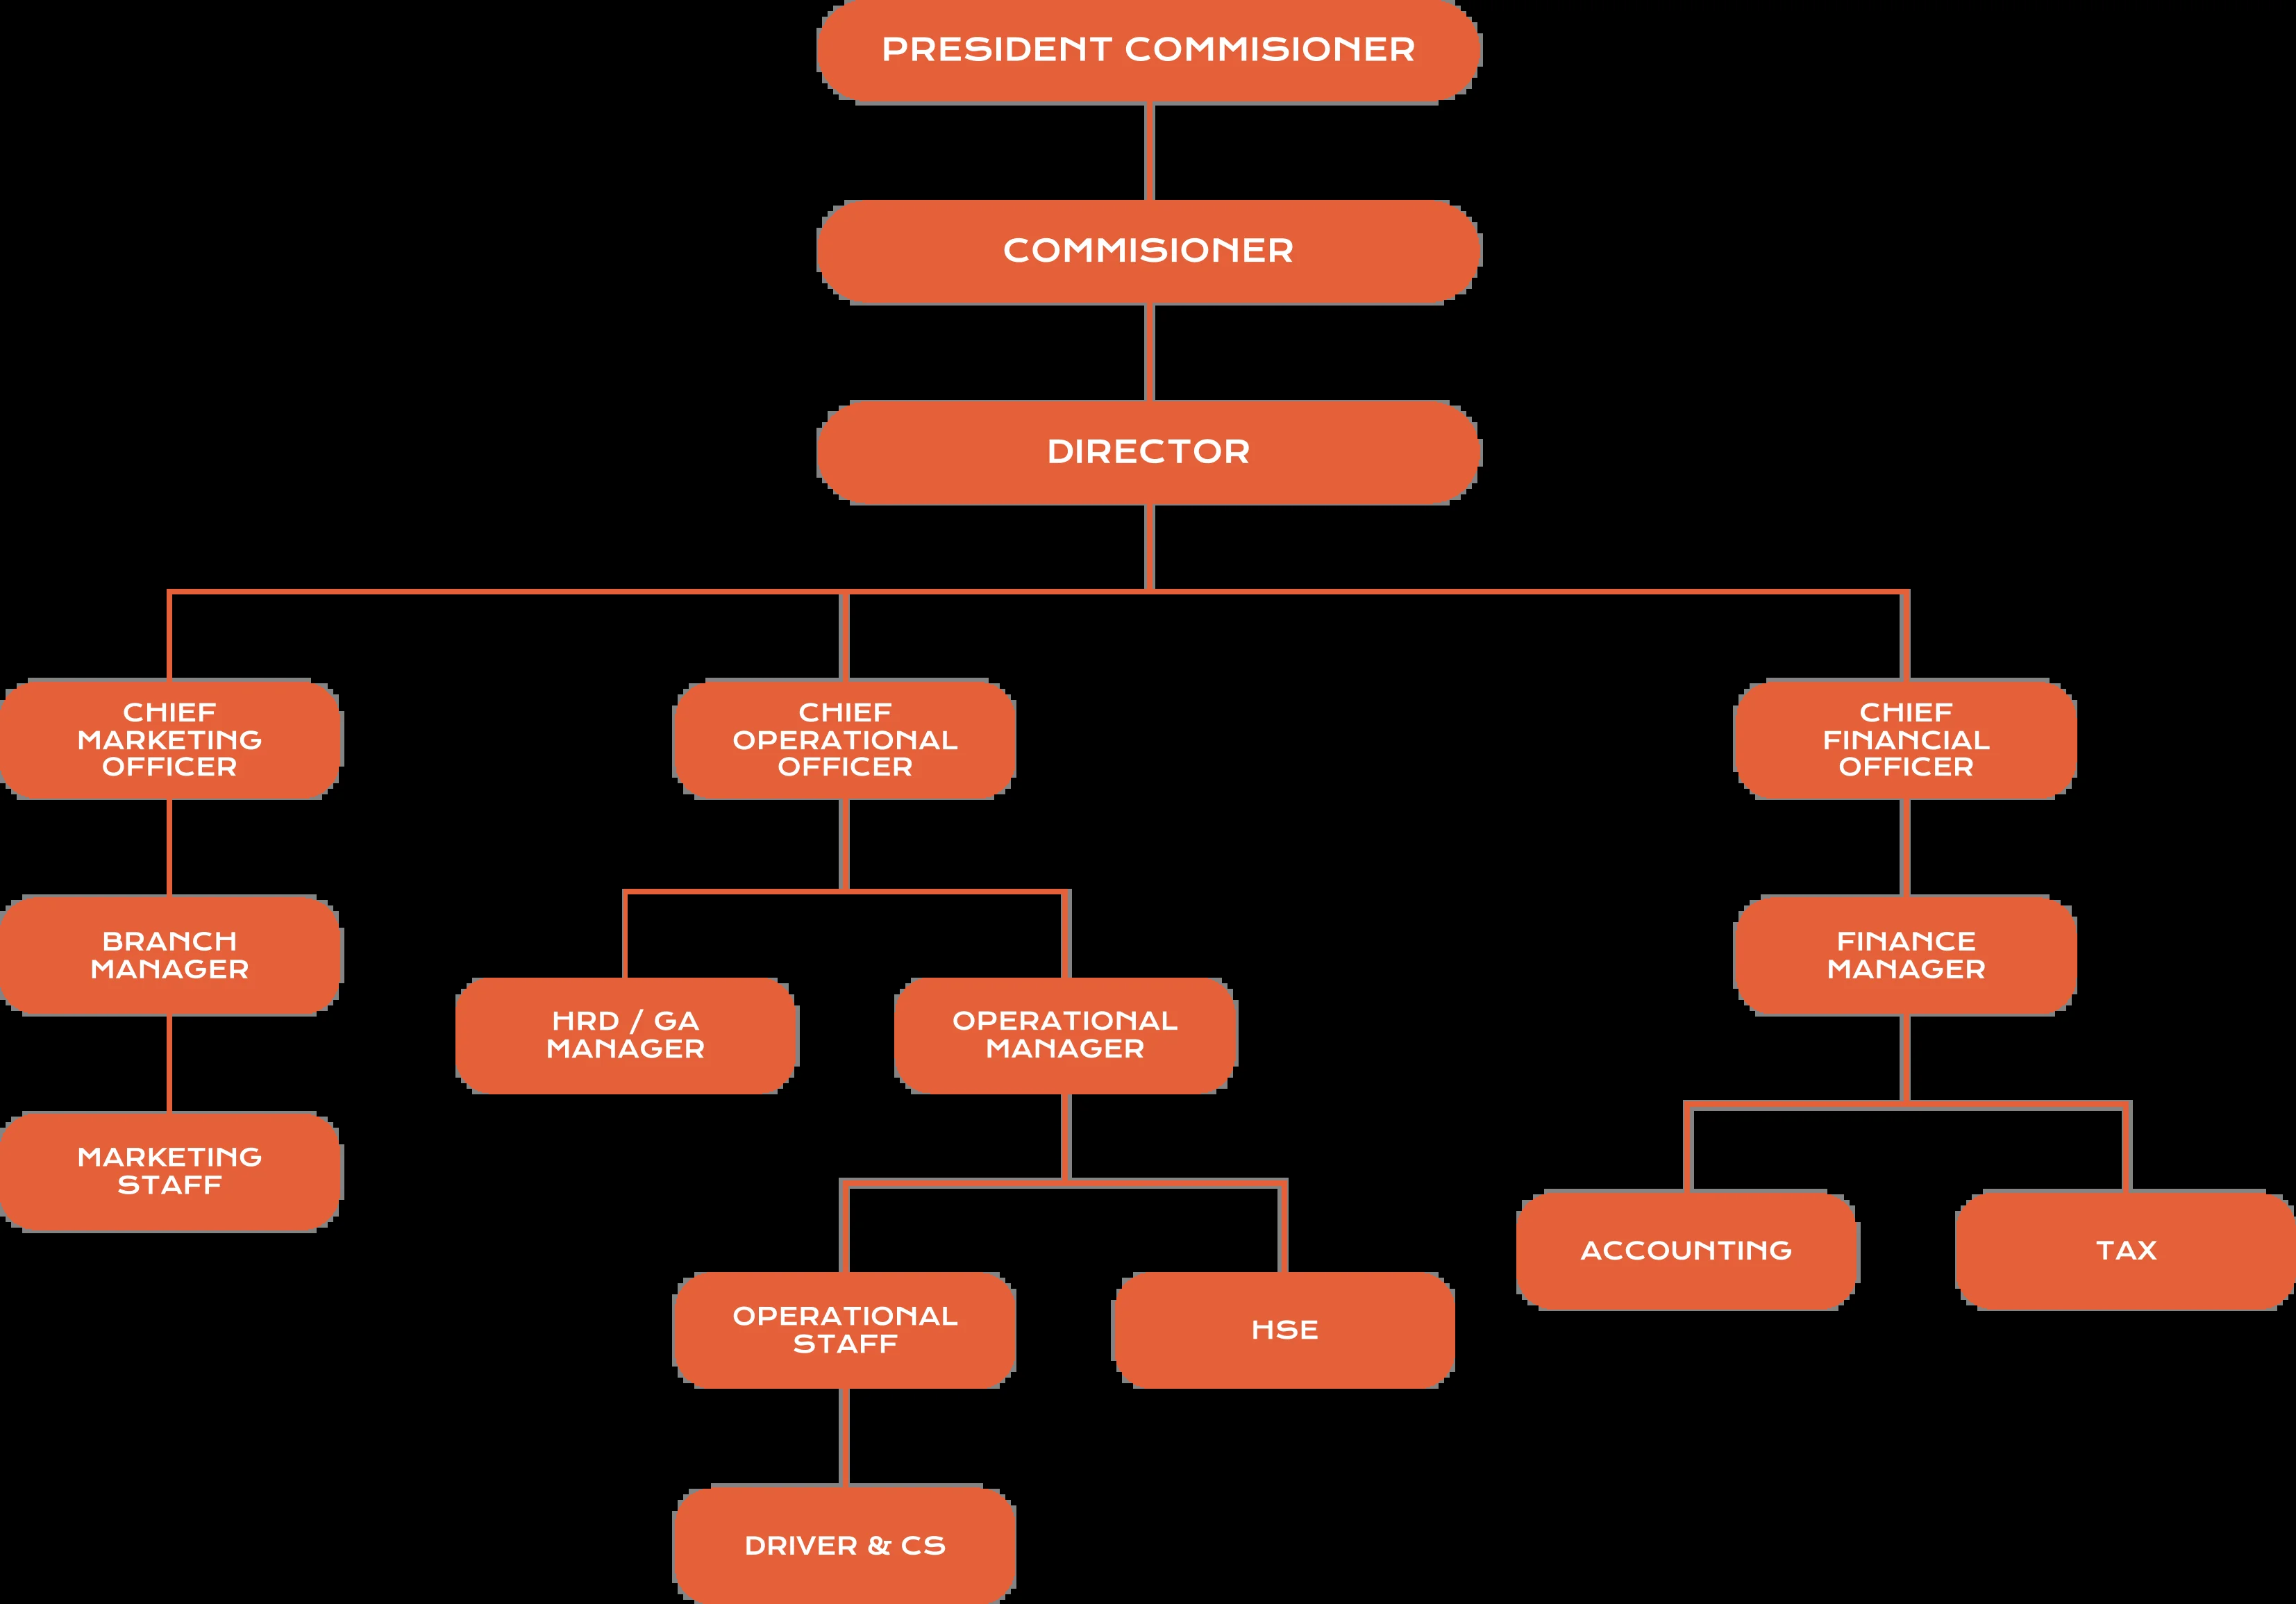 PRESIDENT COMMISIONER
COMMISIONER
DIRECTOR
CHIEF
MARKETING
OFFICER
CHIEF
OPERATIONAL
OFFICER
CHIEF
FINANCIAL
OFFICER
BRANCH
MANAGER
FINANCE
MANAGER
HRD / GA
MANAGER
OPERATIONAL
MANAGER
MARKETING
STAFF
ACCOUNTING
TAX
OPERATIONAL
STAFF
HSE
DRIVER & CS